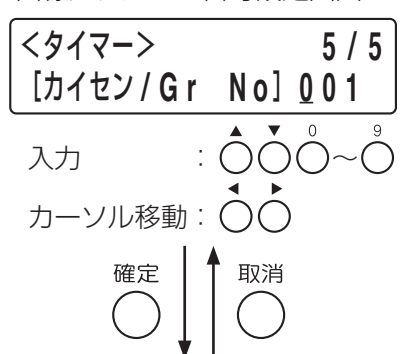 <タイマー> 5/5
[カイセン/Gr No] 001
▲ ▼ 0 9
入力 : ～
◀ ▶
カーソル移動 :
確定 取消